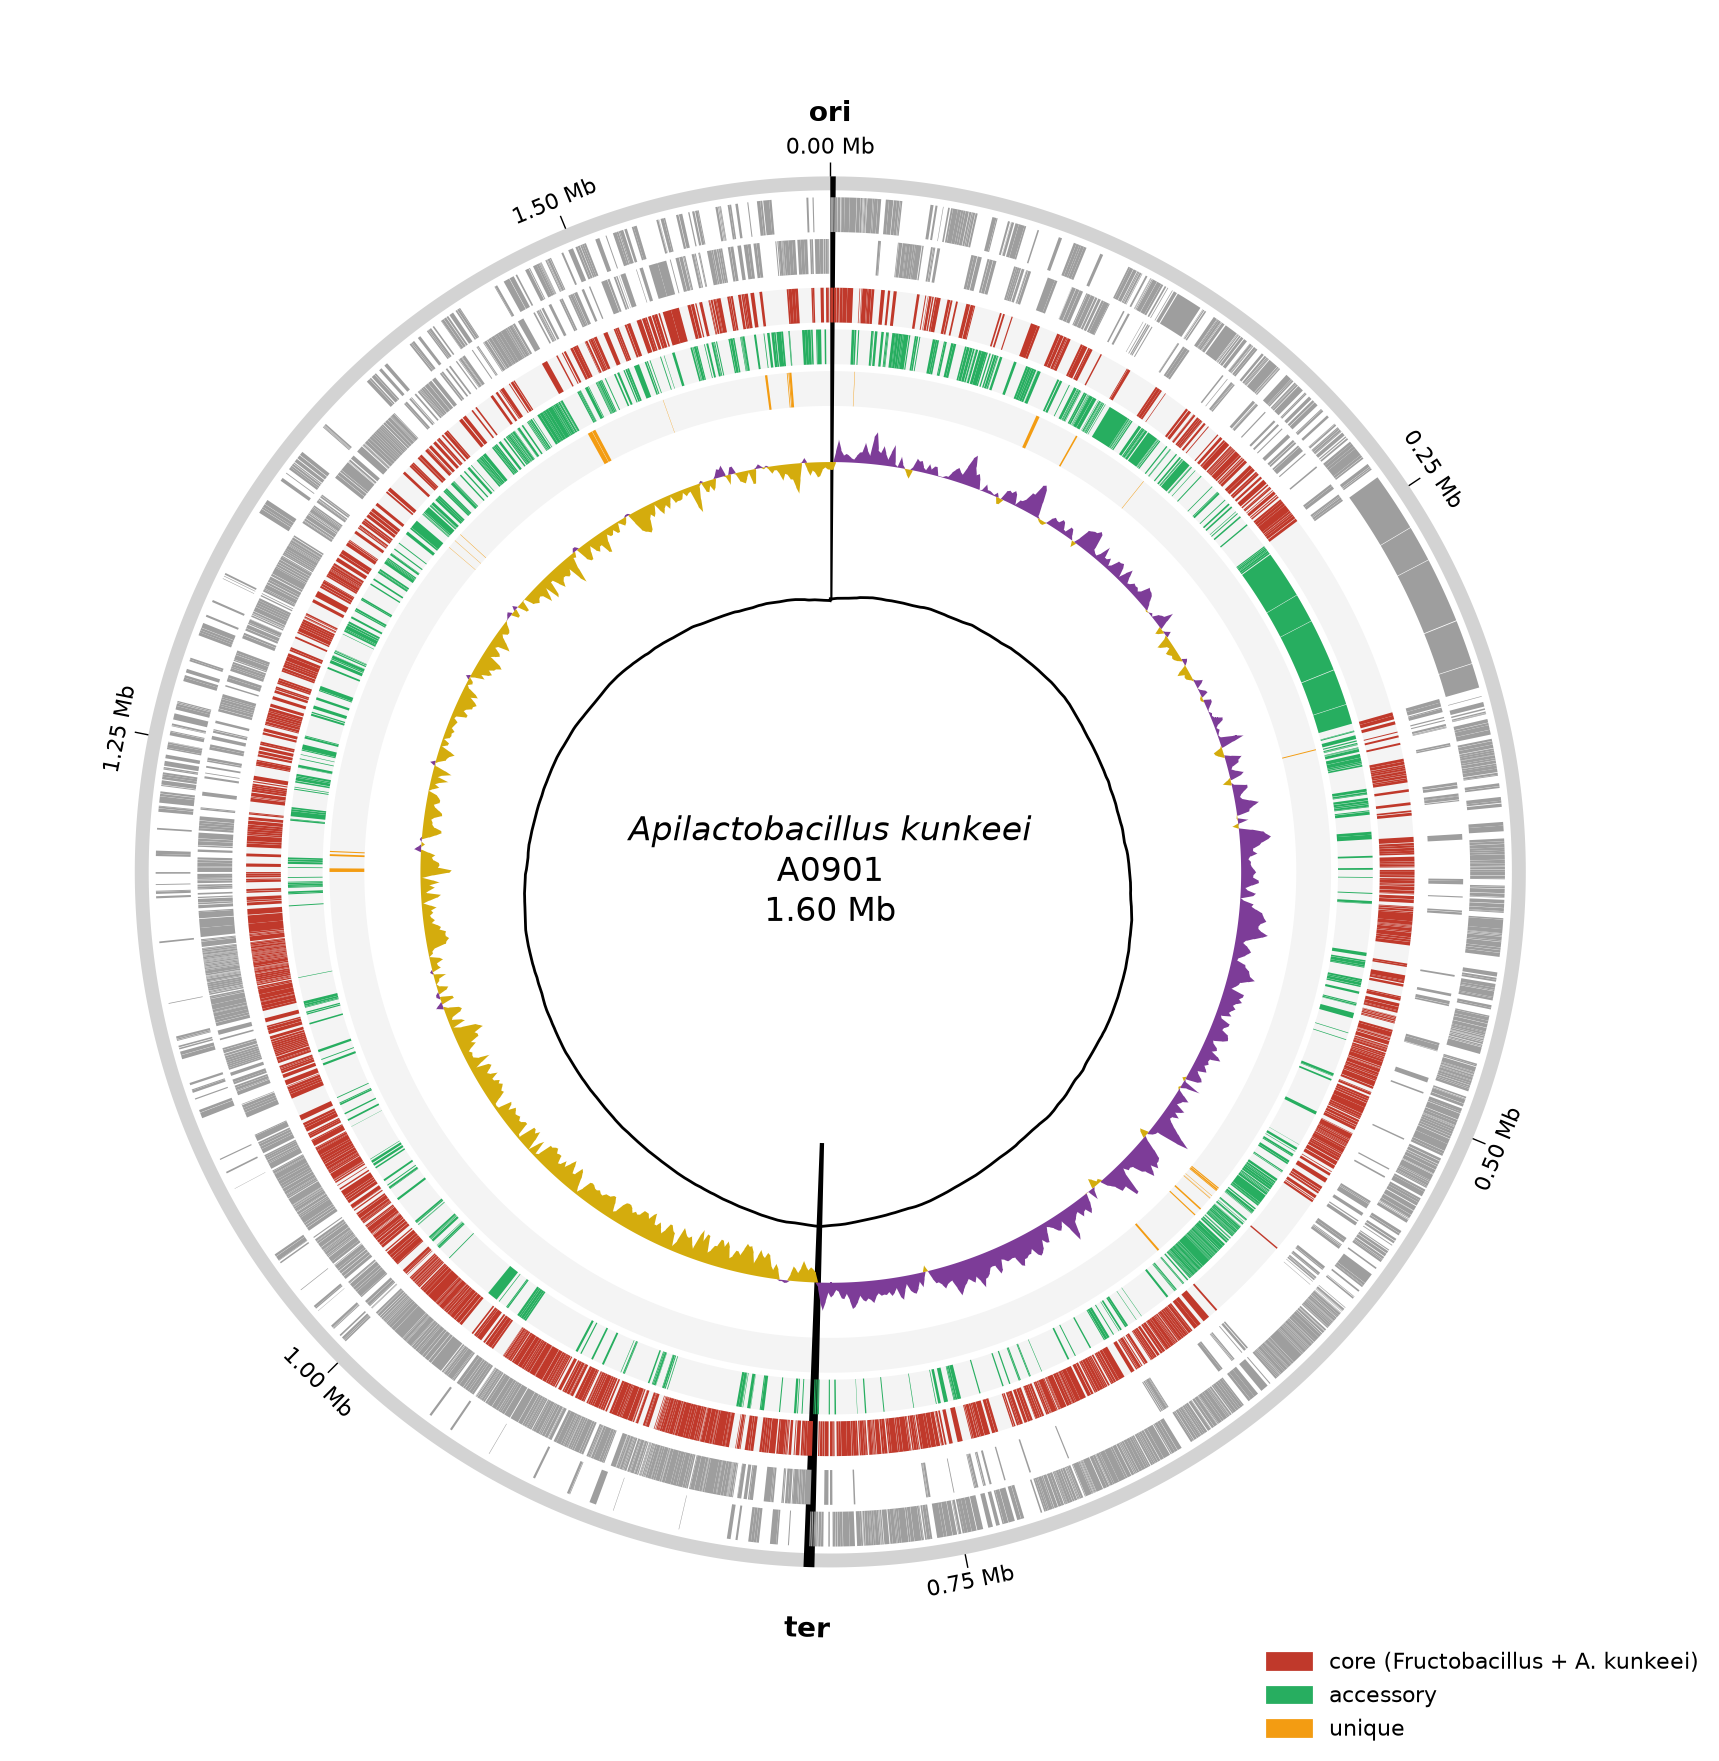 ori
0.00 Mb
1.50 Mb
0.25 Mb
1.25 Mb
Apilactobacillus kunkeei
A0901
1.60 Mb
0.50 Mb
1.00 Mb
0.75 Mb
ter
core (Fructobacillus + A. kunkeei)
accessory
unique